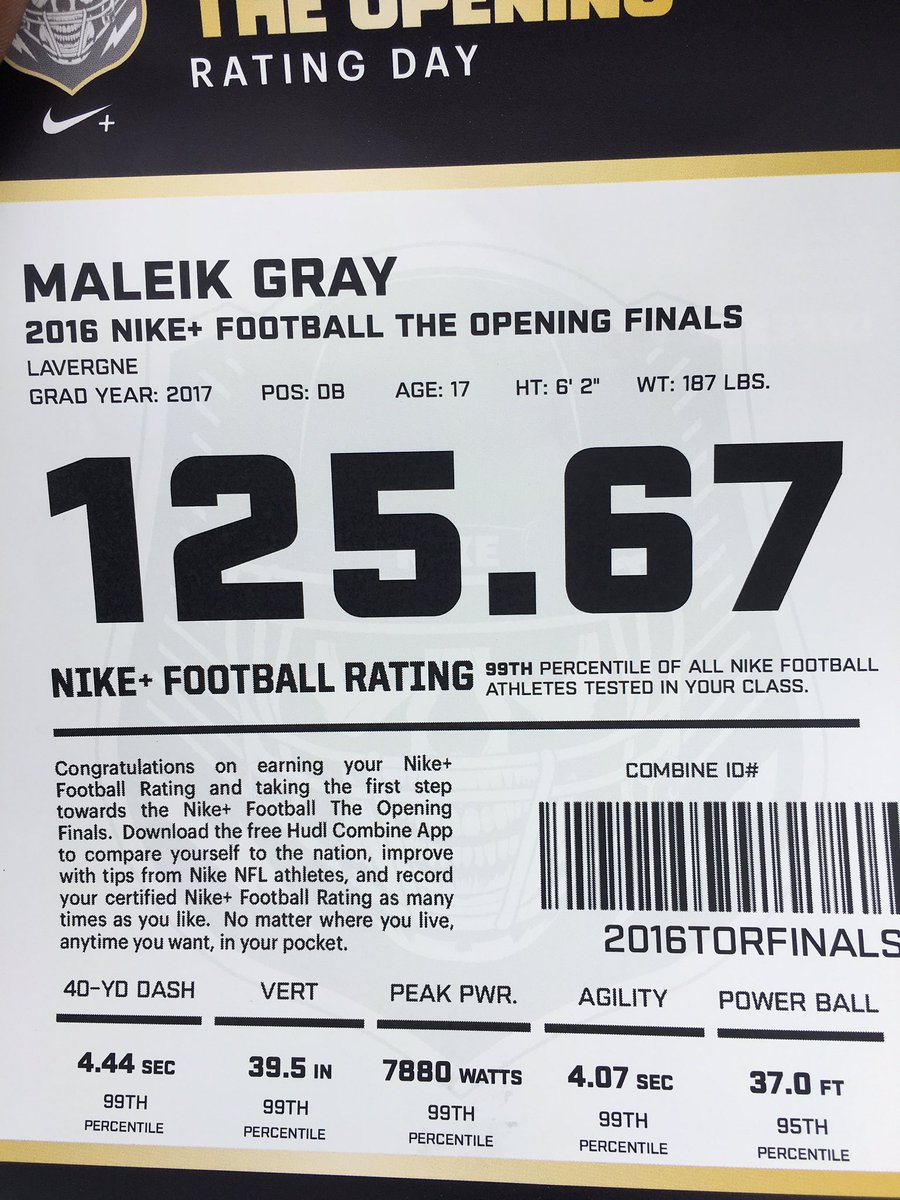 THE OPENING
RATING DAY
MALEIK GRAY
2016 NIKE+ FOOTBALL THE OPENING FINALS
LAVERGNE
GRAD YEAR: 2017 POS: DB AGE: 17 HT: 6' 2" WT: 187 LBS.
125.67
NIKE+ FOOTBALL RATING
99TH PERCENTILE OF ALL NIKE FOOTBALL
ATHLETES TESTED IN YOUR CLASS.
Congratulations on earning your Nike+
Football Rating and taking the first step
towards the Nike+ Football The Opening
Finals. Download the free Hudl Combine App
to compare yourself to the nation, improve
with tips from Nike NFL athletes, and record
your certified Nike+ Football Rating as many
times as you like. No matter where you live,
anytime you want, in your pocket.
COMBINE ID#
2016TORFINALS
40-YD DASH VERT PEAK PWR. AGILITY POWER BALL
4.44 SEC 39.5 IN 7880 WATTS 4.07 SEC 37.0 FT
99TH 99TH 99TH 99TH 95TH
PERCENTILE PERCENTILE PERCENTILE PERCENTILE PERCENTILE